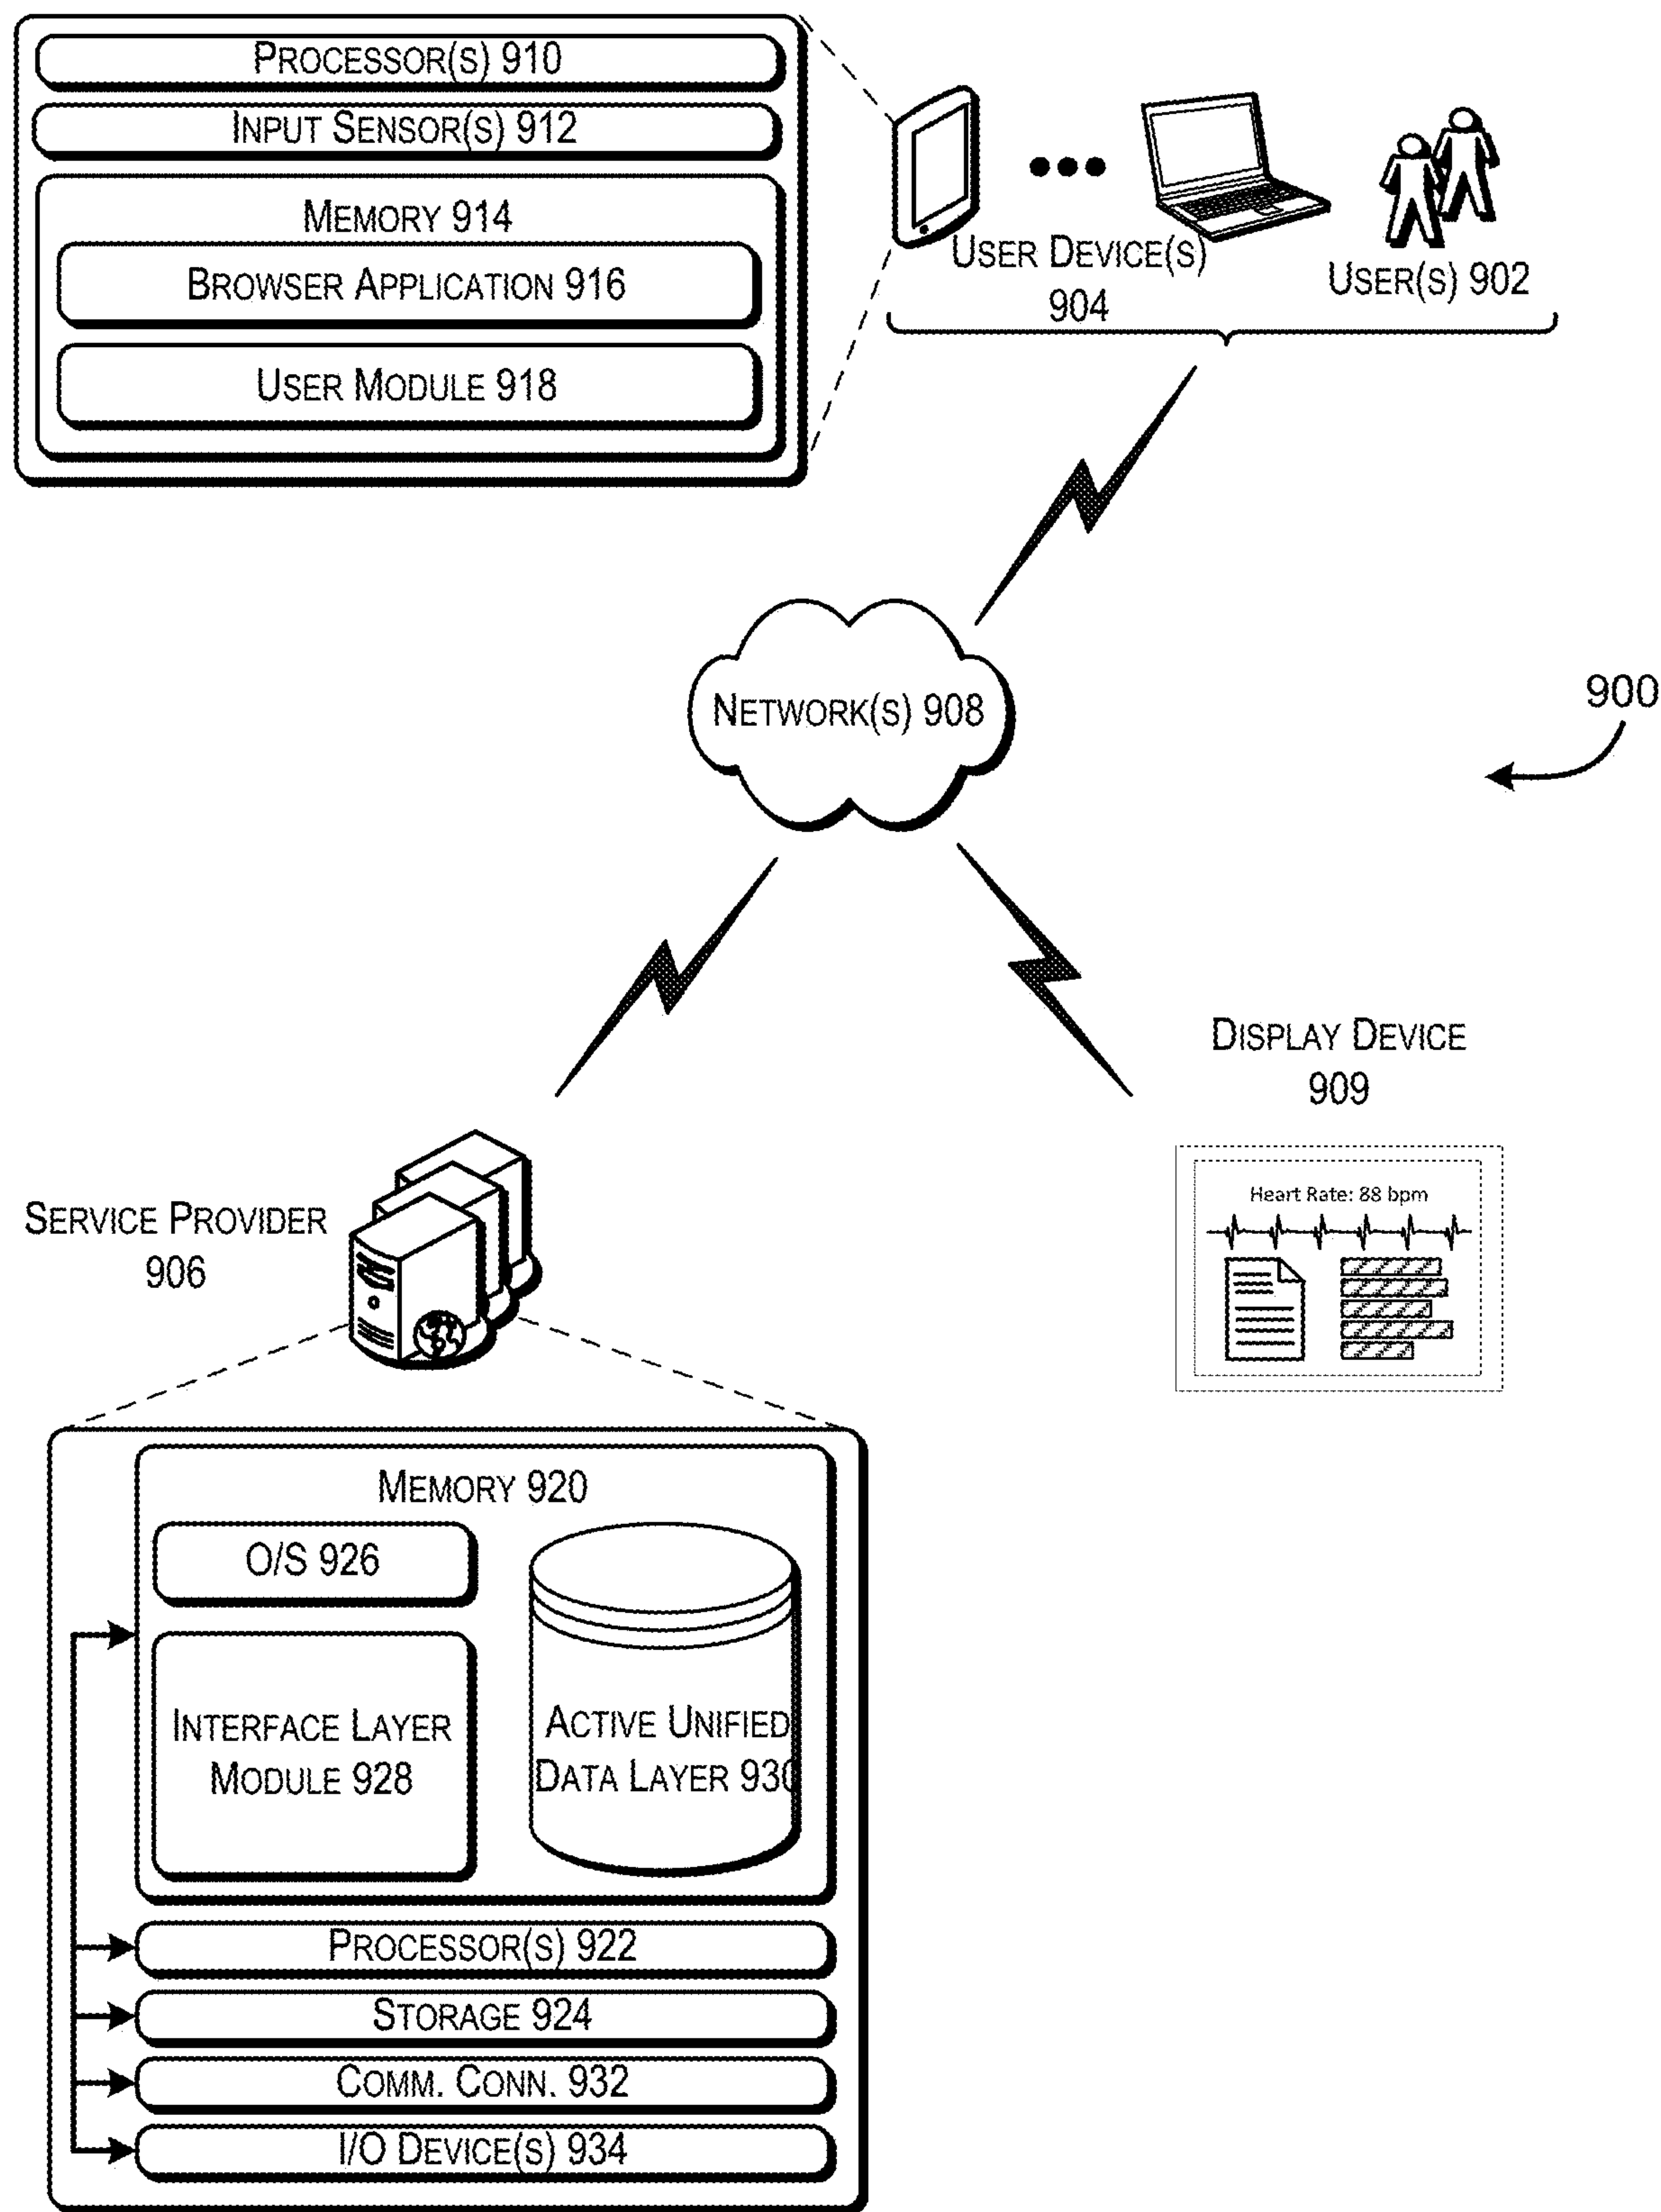 PROCESSOR(S) 910
INPUT SENSOR(S) 912
MEMORY 914
BROWSER APPLICATION 916
USER MODULE 918
USER DEVICE(S)
904
USER(S) 902
NETWORK(S) 908
900
DISPLAY DEVICE
909
Heart Rate: 88 bpm
SERVICE PROVIDER
906
MEMORY 920
O/S 926
INTERFACE LAYER
MODULE 928
ACTIVE UNIFIED
DATA LAYER 930
PROCESSOR(S) 922
STORAGE 924
COMM. CONN. 932
I/O DEVICE(S) 934